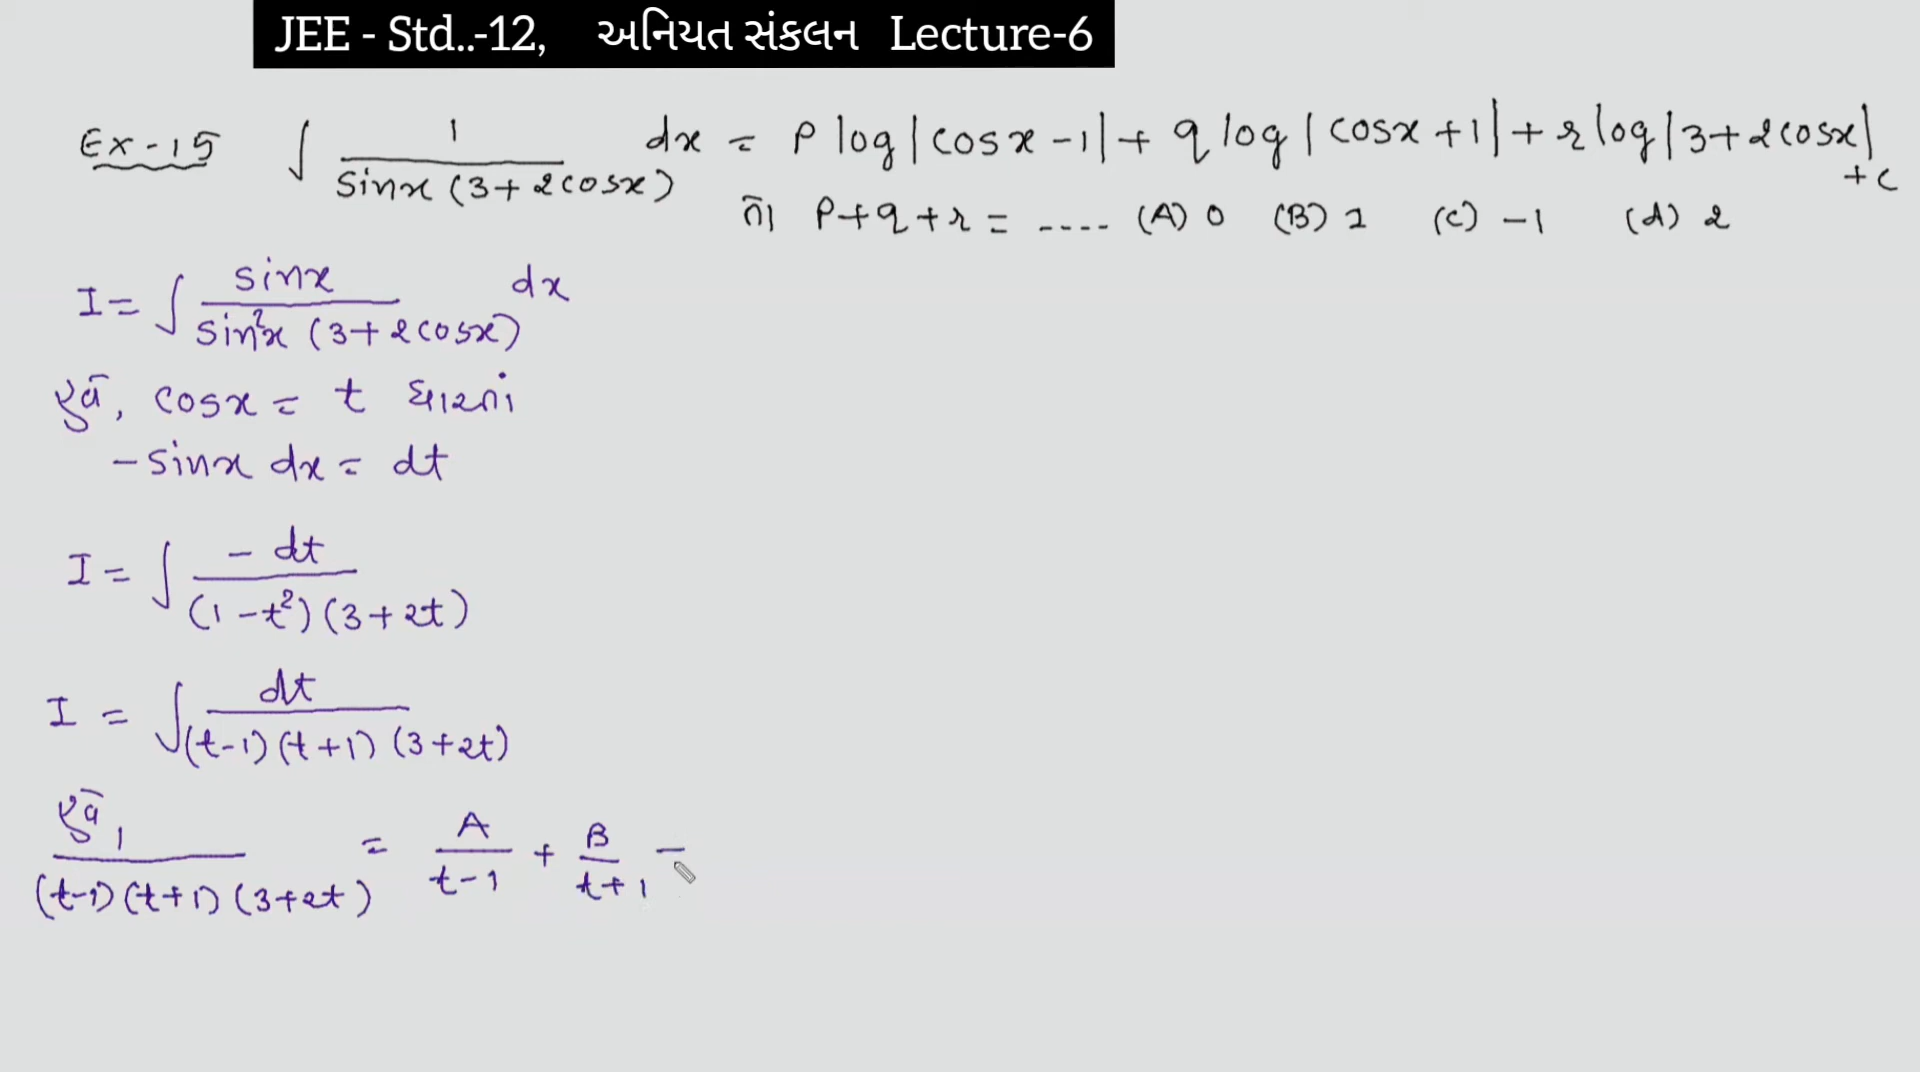 JEE - Std..-12, અનિયત સંકલન Lecture-6
Ex-15 ∫ 1 / sinx (3+2cosx) dx = P log|cosx-1| + q log|cosx+1| + r log|3+2cosx| + c
તો P+q+r = .... (A) 0 (B) 1 (C) -1 (d) 2
I = ∫ sinx / sin²x (3+2cosx) dx
હવે, cosx = t ધારતાં
-sinx dx = dt
I = ∫ -dt / (1-t²)(3+2t)
I = ∫ dt / (t-1)(t+1)(3+2t)
હવે,
1 / (t-1)(t+1)(3+2t) = A / t-1 + B / t+1 -